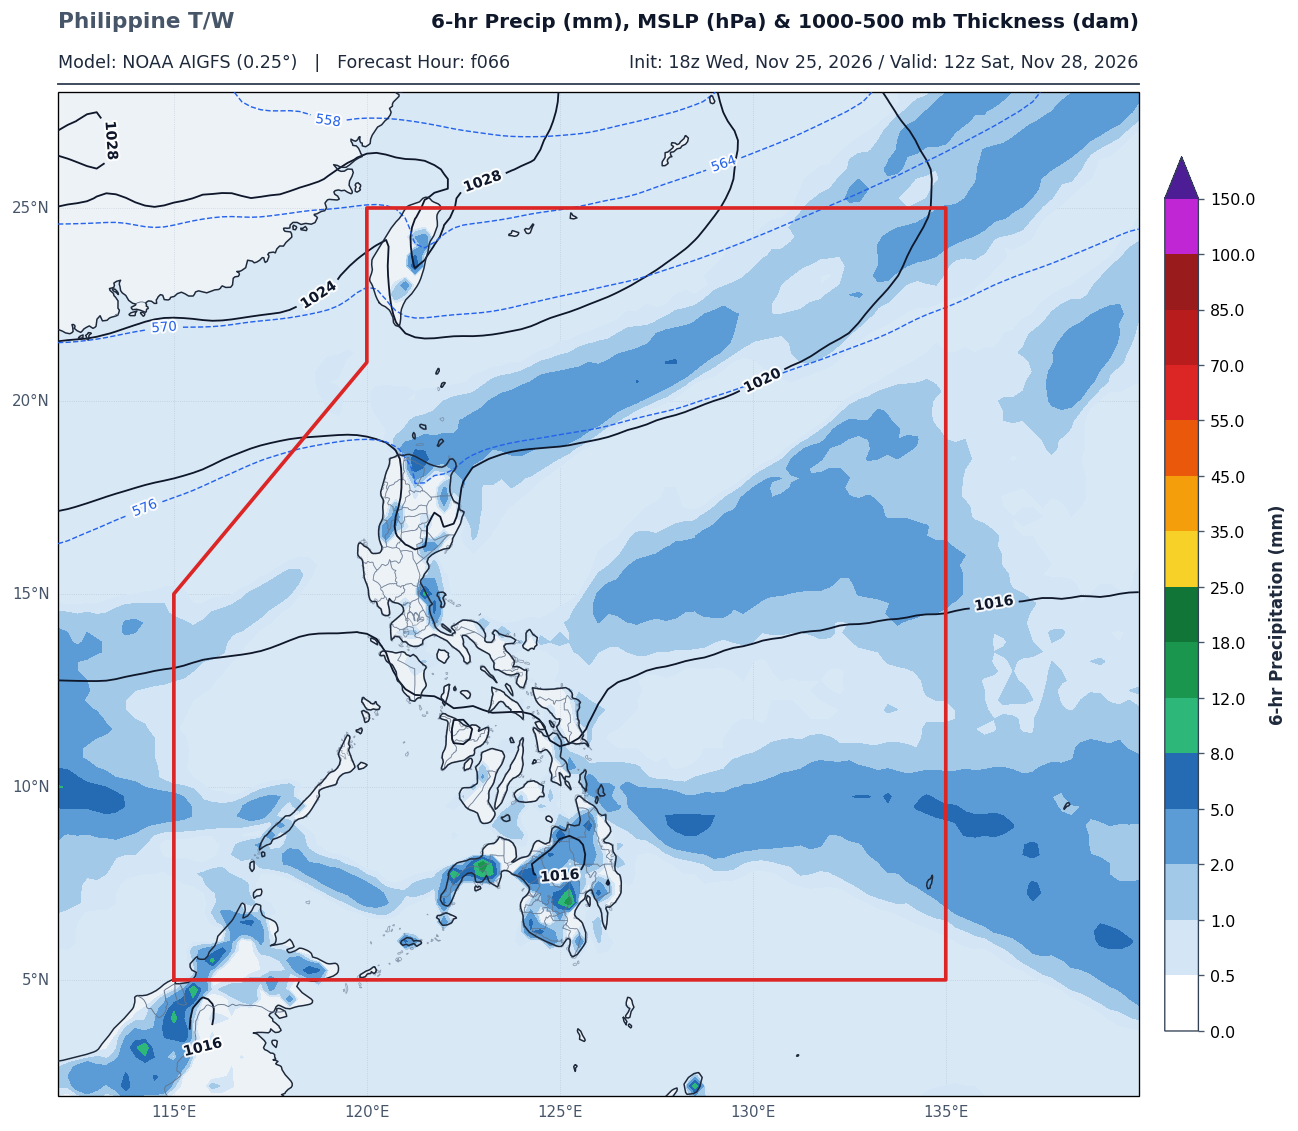 Philippine T/W
6-hr Precip (mm), MSLP (hPa) & 1000-500 mb Thickness (dam)
Model: NOAA AIGFS (0.25°) | Forecast Hour: f066
Init: 18z Wed, Nov 25, 2026 / Valid: 12z Sat, Nov 28, 2026
558
1028
1028
564
25°N
1024
570
1020
20°N
576
15°N
1016
10°N
1016
5°N
1016
115°E
120°E
125°E
130°E
135°E
150.0
100.0
85.0
70.0
55.0
45.0
35.0
25.0
18.0
12.0
8.0
5.0
2.0
1.0
0.5
0.0
6-hr Precipitation (mm)